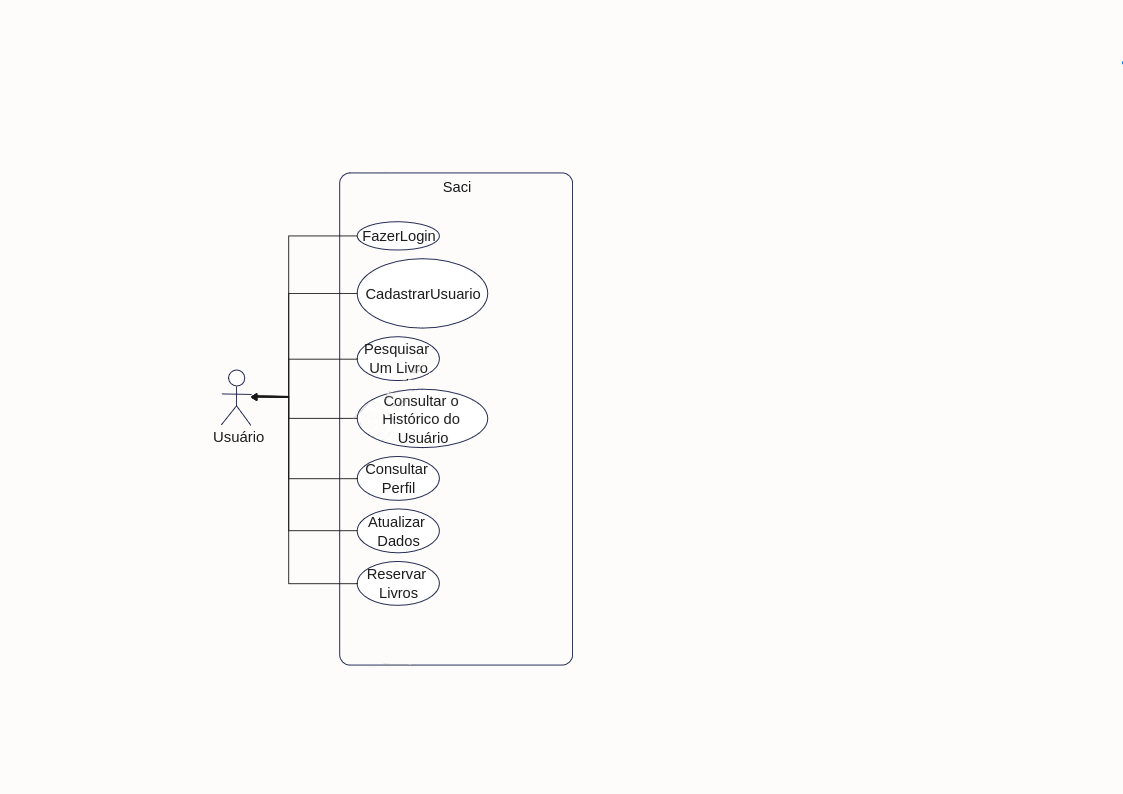 Saci
FazerLogin
CadastrarUsuario
Pesquisar
Um Livro
Consultar o
Histórico do
Usuário
Usuário
Consultar
Perfil
Atualizar
Dados
Reservar
Livros